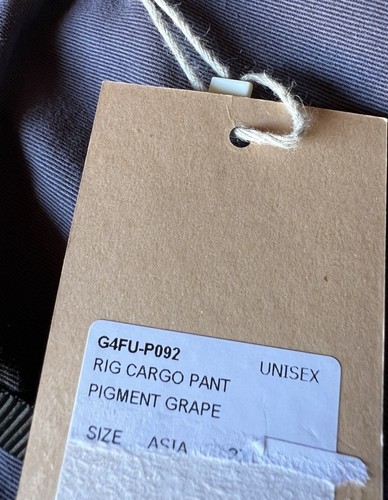 G4FU-P092
UNISEX
RIG CARGO PANT
PIGMENT GRAPE
SIZE ASIA